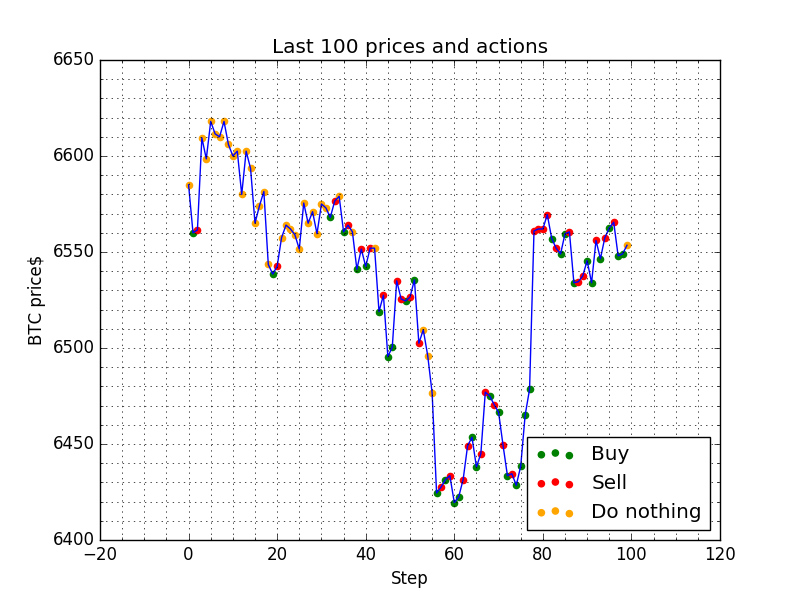 Last 100 prices and actions
BTC price$
6650
6600
6550
6500
6450
6400
Buy
Sell
Do nothing
−20 0 20 40 60 80 100 120
Step